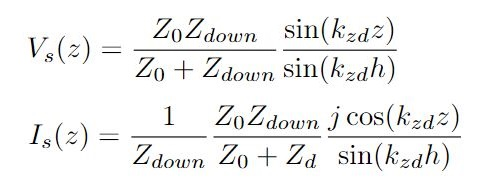 V_s(z) = \frac{Z_0 Z_{down}}{Z_0 + Z_{down}} \frac{\sin(k_{zd}z)}{\sin(k_{zd}h)}
I_s(z) = \frac{1}{Z_{down}} \frac{Z_0 Z_{down}}{Z_0 + Z_d} \frac{j\cos(k_{zd}z)}{\sin(k_{zd}h)}